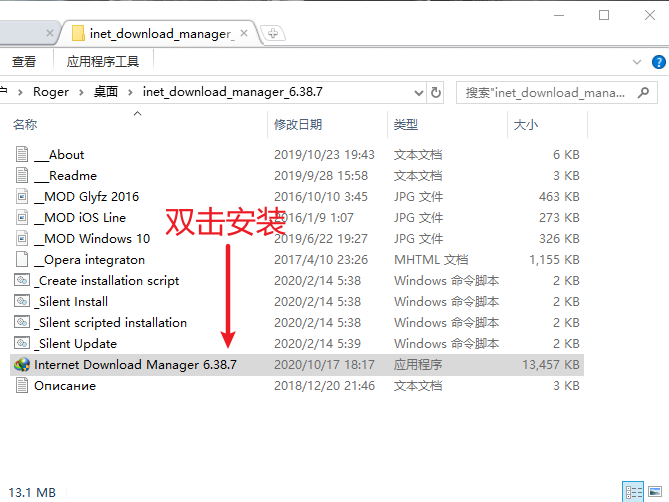 inet_download_manager_
查看 应用程序工具
户 Roger 桌面 inet_download_manager_6.38.7 搜索"inet_download_mana...
名称 修改日期 类型 大小
__About 2019/10/23 19:43 文本文档 6 KB
__Readme 2019/9/28 15:58 文本文档 3 KB
__MOD Glyfz 2016 2016/10/10 3:45 JPG 文件 463 KB
__MOD iOS Line 2016/1/9 1:07 JPG 文件 273 KB
__MOD Windows 10 2019/6/22 19:27 JPG 文件 326 KB
双击安装
__Opera integraton 2017/4/10 23:26 MHTML 文档 1,155 KB
_Create installation script 2020/2/14 5:38 Windows 命令脚本 2 KB
_Silent Install 2020/2/14 5:38 Windows 命令脚本 2 KB
_Silent scripted installation 2020/2/14 5:38 Windows 命令脚本 2 KB
_Silent Update 2020/2/14 5:39 Windows 命令脚本 2 KB
Internet Download Manager 6.38.7 2020/10/17 18:17 应用程序 13,457 KB
Описание 2018/12/20 21:46 文本文档 3 KB
13.1 MB